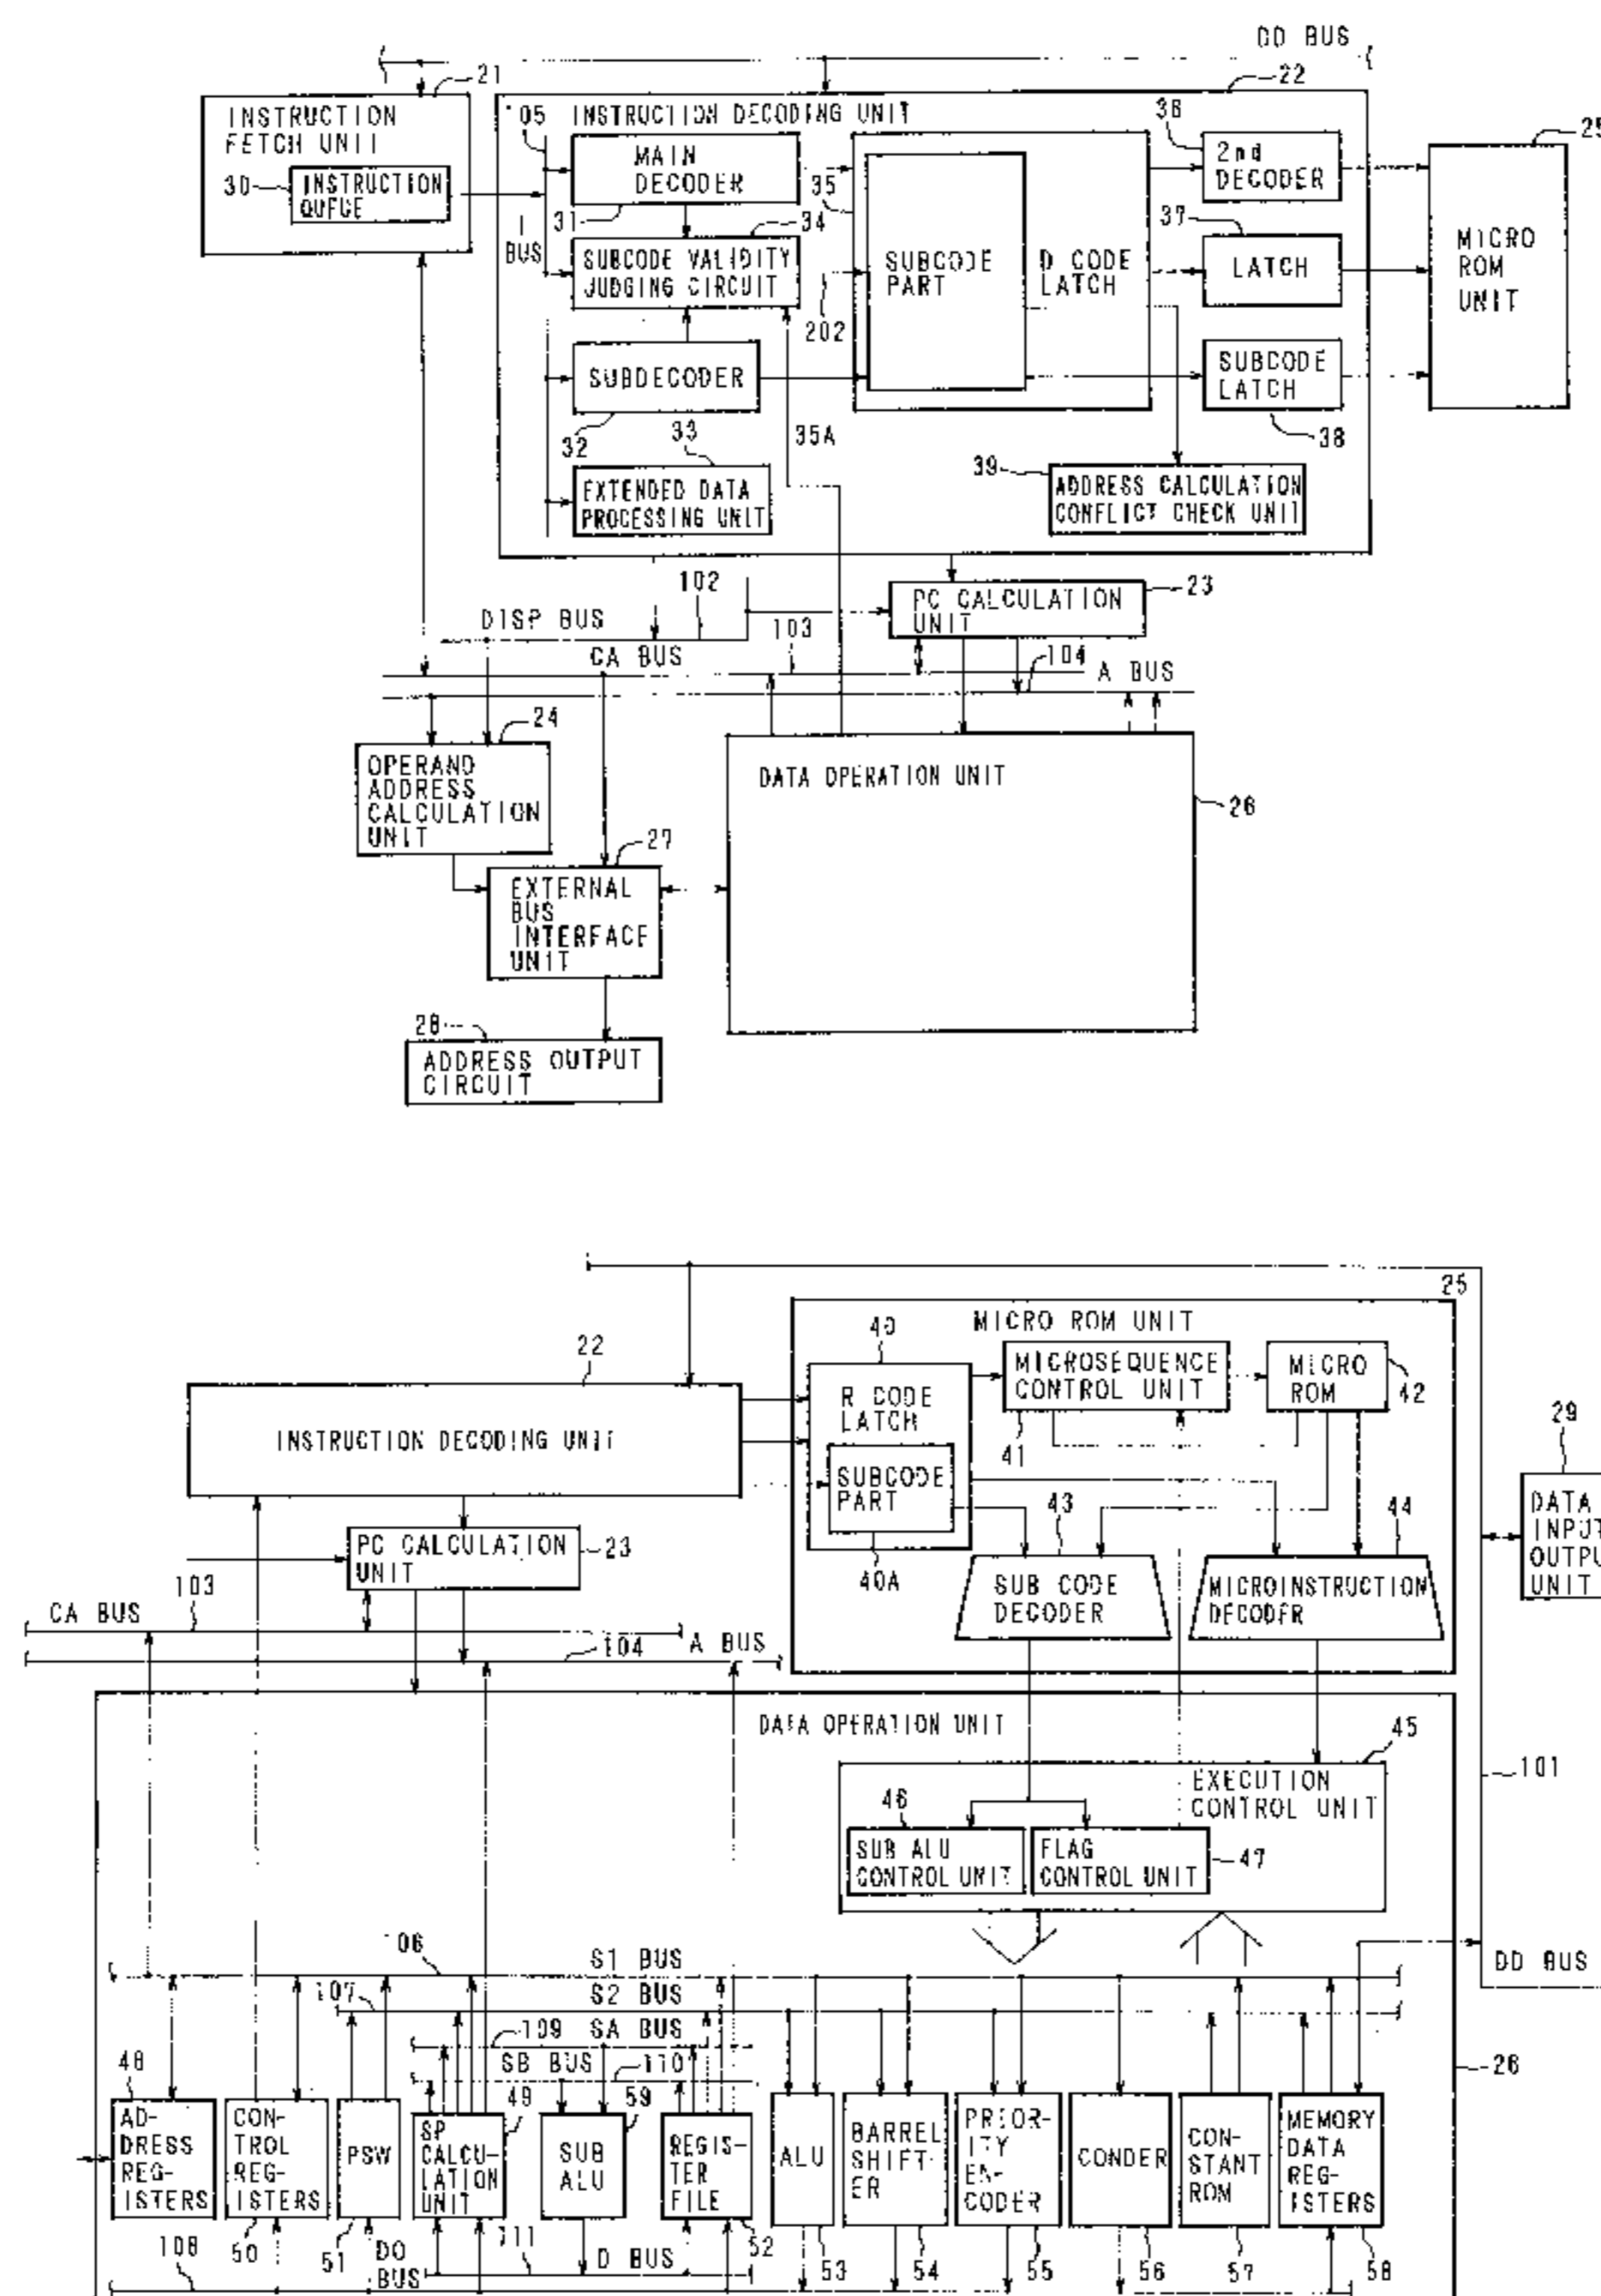 DD BUS
21
22
INSTRUCTION
FETCH UNIT
30
INSTRUCTION
QUEUE
105
I
BUS
INSTRUCTION DECODING UNIT
MAIN
DECODER
31
34
SUBCODE VALIDITY
JUDGING CIRCUIT
202
SUBDECODER
32
33
35A
EXTENDED DATA
PROCESSING UNIT
35
SUBCODE
PART
D CODE
LATCH
36
2nd
DECODER
37
LATCH
SUBCODE
LATCH
38
39
ADDRESS CALCULATION
CONFLICT CHECK UNIT
25
MICRO
ROM
UNIT
102
DISP BUS
PC CALCULATION
UNIT
23
103
CA BUS
104
A BUS
24
OPERAND
ADDRESS
CALCULATION
UNIT
DATA OPERATION UNIT
26
27
EXTERNAL
BUS
INTERFACE
UNIT
28
ADDRESS OUTPUT
CIRCUIT
25
MICRO ROM UNIT
22
INSTRUCTION DECODING UNIT
40
R CODE
LATCH
SUBCODE
PART
40A
MICROSEQUENCE
CONTROL UNIT
41
MICRO
ROM
42
43
SUB CODE
DECODER
44
MICROINSTRUCTION
DECODER
29
DATA
INPUT
OUTPU
UNIT
PC CALCULATION
UNIT
23
CA BUS
103
104
A BUS
DATA OPERATION UNIT
45
EXECUTION
CONTROL UNIT
46
SUB ALU
CONTROL UNIT
FLAG
CONTROL UNIT
47
101
106
S1 BUS
DD BUS
107
S2 BUS
109
SA BUS
SB BUS
110
26
48
AD-
DRESS
REG-
ISTERS
CON-
TROL
REG-
ISTERS
50
PSW
51
49
SP
CALCU-
LATION
UNIT
59
SUB
ALU
REGIS-
TER
FILE
52
ALU
53
BARREL
SHIFT-
ER
54
PRIOR-
ITY
EN-
CODER
55
CONDER
56
CON-
STANT
ROM
57
MEMORY
DATA
REG-
ISTERS
58
108
DO
BUS
111
D BUS